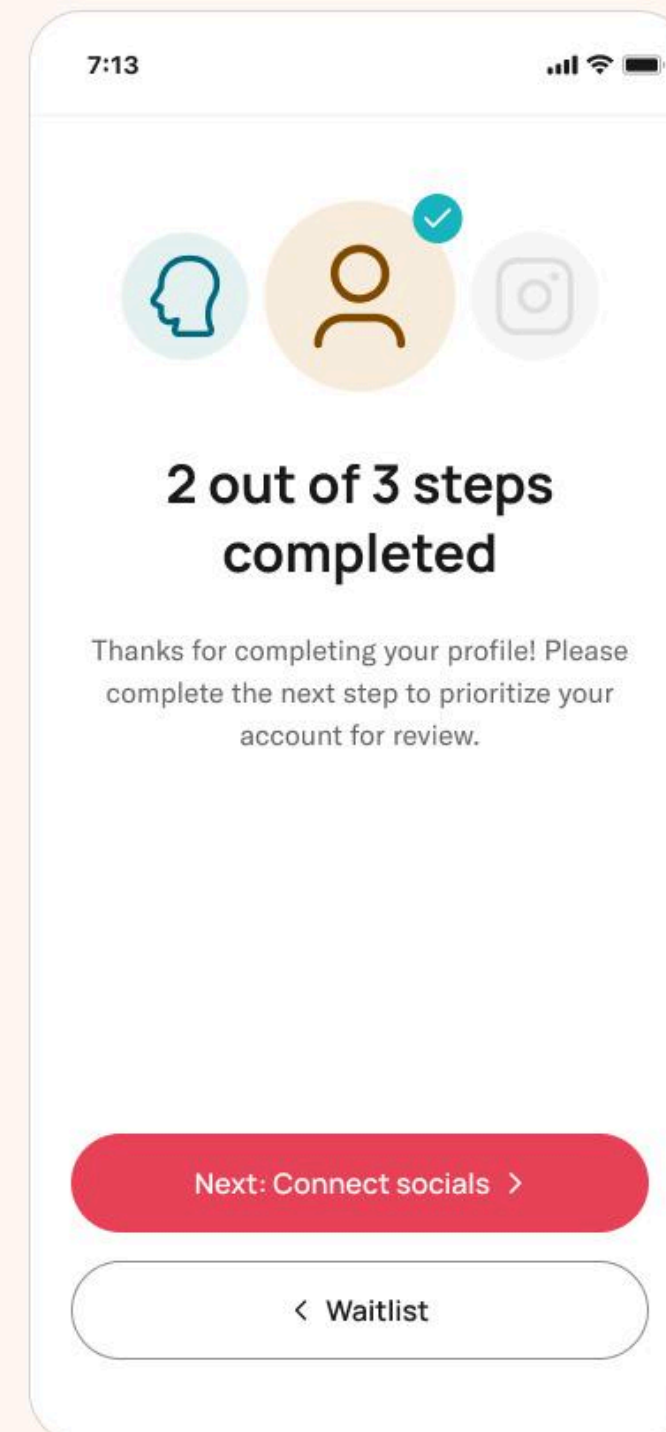 7:13
2 out of 3 steps
completed
Thanks for completing your profile! Please
complete the next step to prioritize your
account for review.
Next: Connect socials >
< Waitlist